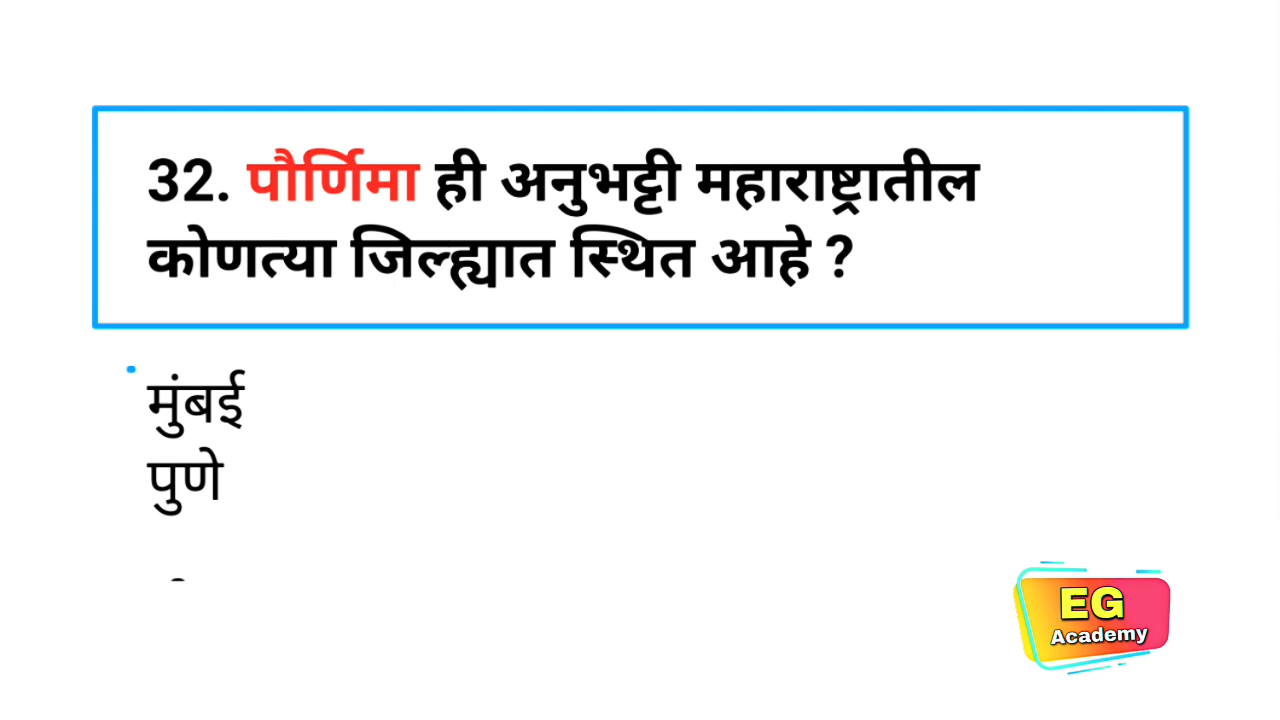 32. पौर्णिमा ही अनुभट्टी महाराष्ट्रातील
कोणत्या जिल्ह्यात स्थित आहे ?
मुंबई
पुणे
EG
Academy